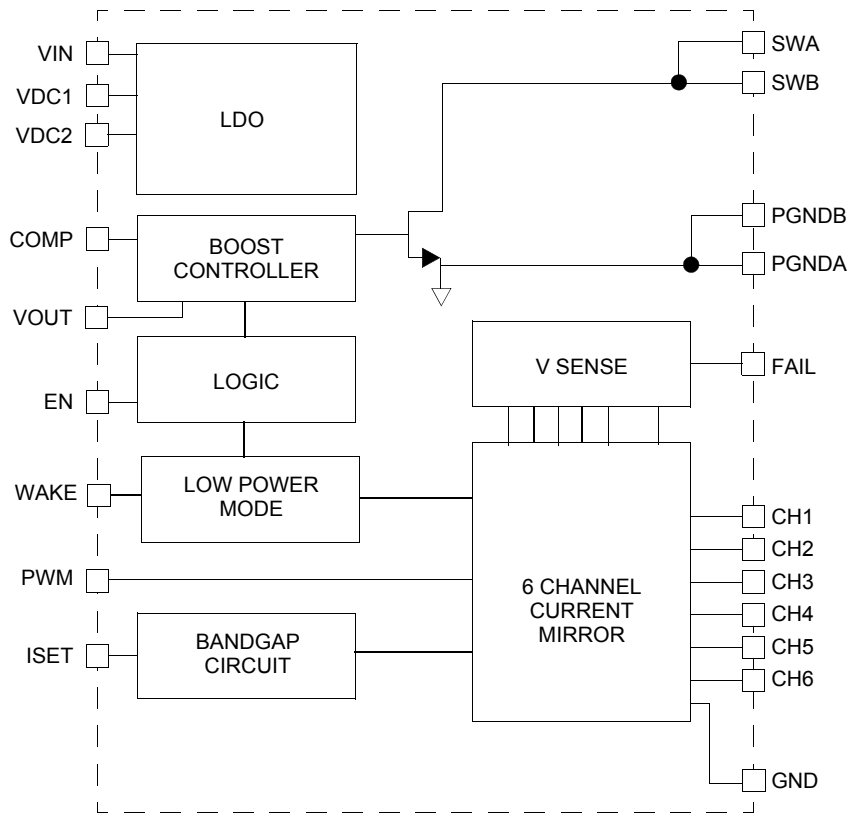 VIN
VDC1
VDC2
LDO
SWA
SWB
COMP
BOOST
CONTROLLER
PGNDB
PGNDA
VOUT
EN
LOGIC
V SENSE
FAIL
WAKE
LOW POWER
MODE
PWM
6 CHANNEL
CURRENT
MIRROR
CH1
CH2
CH3
CH4
CH5
CH6
ISET
BANDGAP
CIRCUIT
GND